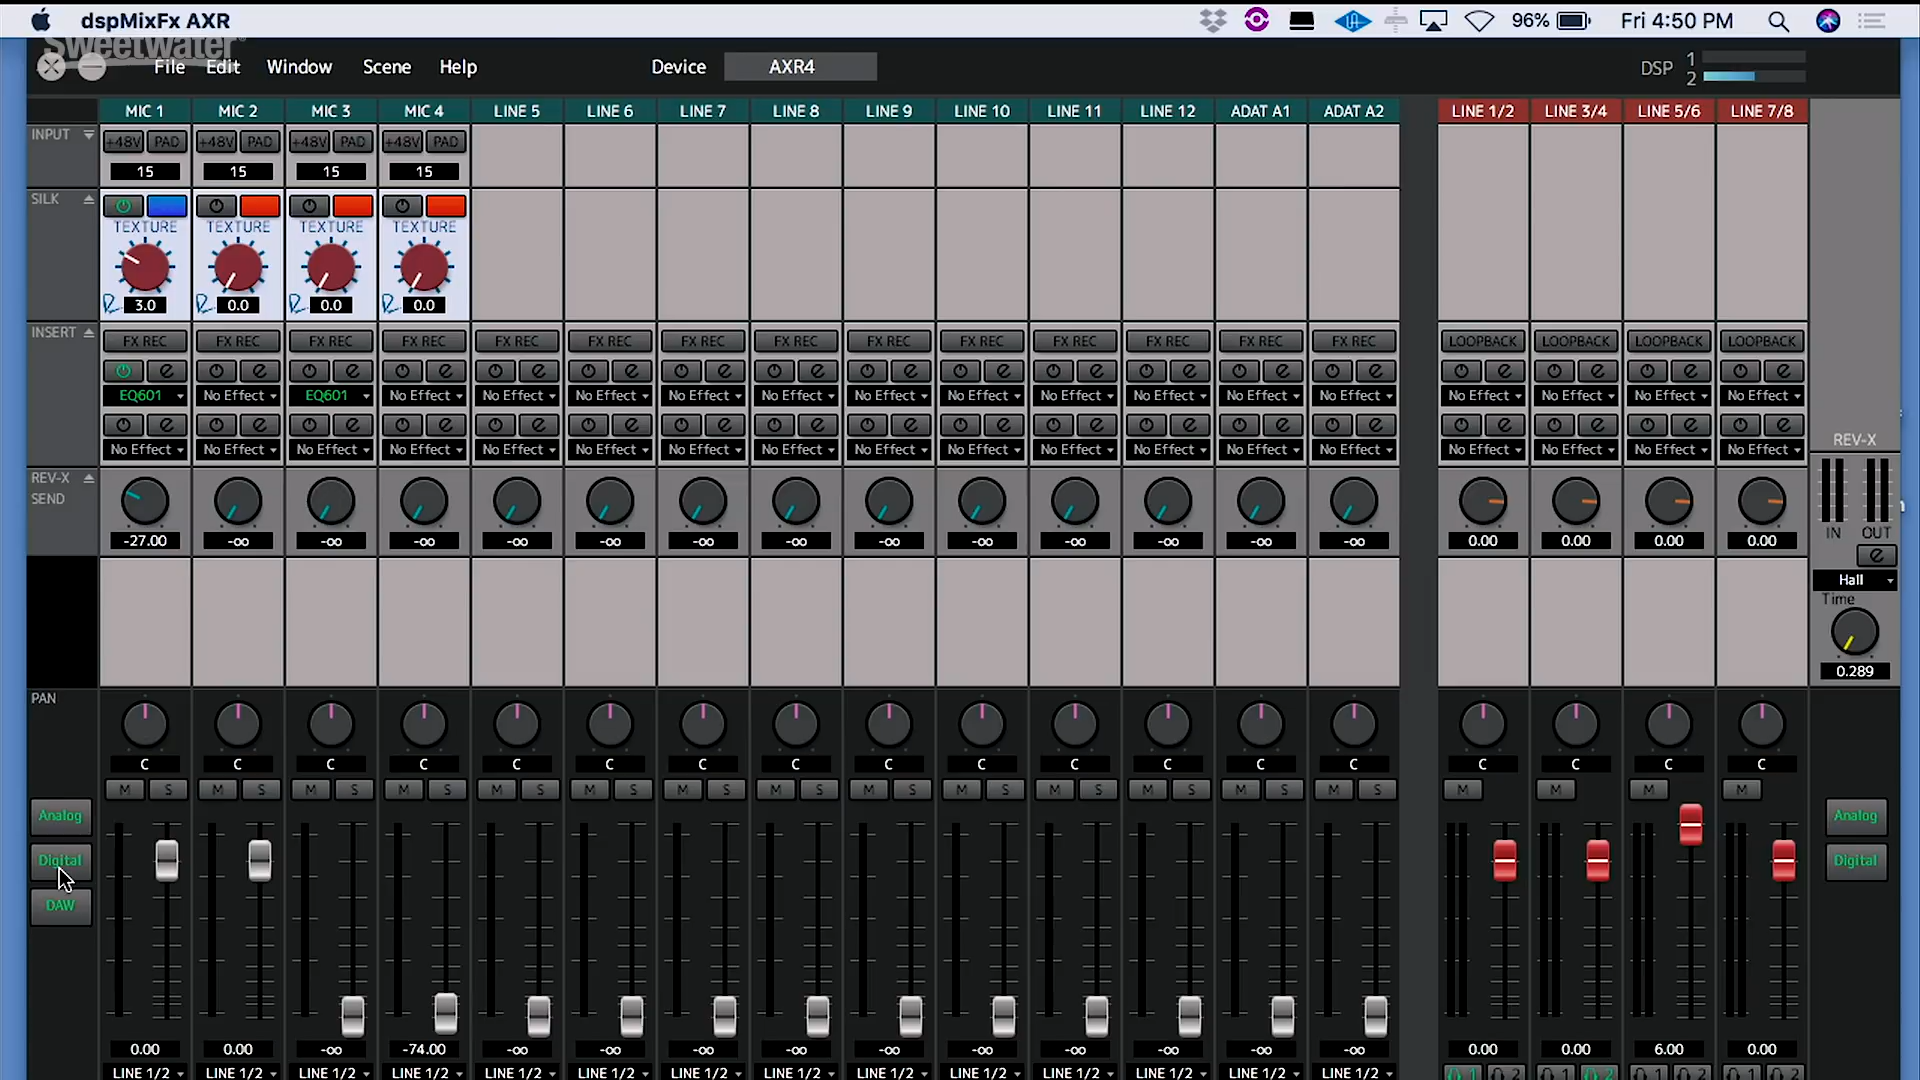 dspMixFx AXR 96% Fri 4:50 PM
Sweetwater
File Edit Window Scene Help Device AXR4 DSP 1
2
MIC 1 MIC 2 MIC 3 MIC 4 LINE 5 LINE 6 LINE 7 LINE 8 LINE 9 LINE 10 LINE 11 LINE 12 ADAT A1 ADAT A2 LINE 1/2 LINE 3/4 LINE 5/6 LINE 7/8
INPUT +48V PAD +48V PAD +48V PAD +48V PAD
15 15 15 15
SILK
TEXTURE TEXTURE TEXTURE TEXTURE
3.0 0.0 0.0 0.0
INSERT FX REC FX REC FX REC FX REC FX REC FX REC FX REC FX REC FX REC FX REC FX REC FX REC FX REC FX REC LOOPBACK LOOPBACK LOOPBACK LOOPBACK
EQ601 No Effect EQ601 No Effect No Effect No Effect No Effect No Effect No Effect No Effect No Effect No Effect No Effect No Effect No Effect No Effect No Effect No Effect
No Effect No Effect No Effect No Effect No Effect No Effect No Effect No Effect No Effect No Effect No Effect No Effect No Effect No Effect No Effect No Effect No Effect No Effect
REV-X
REV-X
SEND
IN OUT
-27.00 -∞ -∞ -∞ -∞ -∞ -∞ -∞ -∞ -∞ -∞ -∞ -∞ -∞ 0.00 0.00 0.00 0.00
Hall
Time
0.289
PAN
C C C C C C C C C C C C C C C C C C
M S M S M S M S M S M S M S M S M S M S M S M S M S M S M M M M
Analog Analog
Digital Digital
DAW
0.00 0.00 -∞ -74.00 -∞ -∞ -∞ -∞ -∞ -∞ -∞ -∞ -∞ -∞ 0.00 0.00 6.00 0.00
LINE 1/2 LINE 1/2 LINE 1/2 LINE 1/2 LINE 1/2 LINE 1/2 LINE 1/2 LINE 1/2 LINE 1/2 LINE 1/2 LINE 1/2 LINE 1/2 LINE 1/2 LINE 1/2 1 2 1 2 1 2 1 2